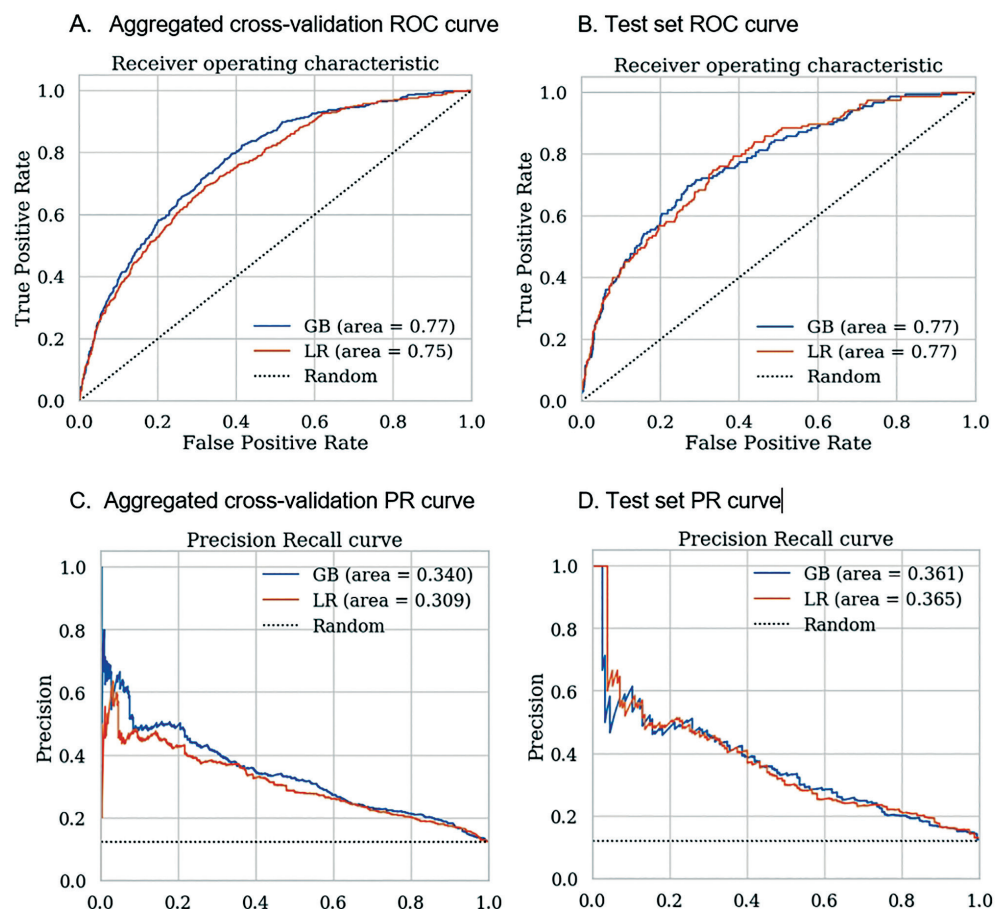 A. Aggregated cross-validation ROC curve
Receiver operating characteristic
True Positive Rate
1.0
0.8
0.6
0.4
0.2
0.0
GB (area = 0.77)
LR (area = 0.75)
Random
0.0 0.2 0.4 0.6 0.8 1.0
False Positive Rate
B. Test set ROC curve
Receiver operating characteristic
True Positive Rate
1.0
0.8
0.6
0.4
0.2
0.0
GB (area = 0.77)
LR (area = 0.77)
Random
0.0 0.2 0.4 0.6 0.8 1.0
False Positive Rate
C. Aggregated cross-validation PR curve
Precision Recall curve
Precision
1.0
0.8
0.6
0.4
0.2
0.0
GB (area = 0.340)
LR (area = 0.309)
Random
0.0 0.2 0.4 0.6 0.8 1.0
D. Test set PR curve
Precision Recall curve
Precision
1.0
0.8
0.6
0.4
0.2
0.0
GB (area = 0.361)
LR (area = 0.365)
Random
0.0 0.2 0.4 0.6 0.8 1.0